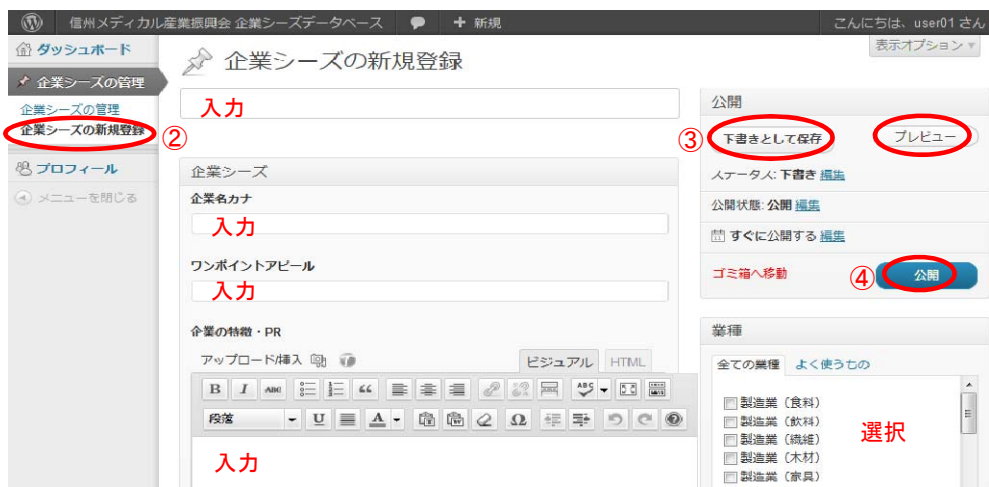 信州メディカル産業振興会 企業シーズデータベース + 新規 こんにちは、user01 さん
ダッシュボード
表示オプション
企業シーズの管理
企業シーズの管理
企業シーズの新規登録 ②
プロフィール
メニューを閉じる
企業シーズの新規登録
入力
企業シーズ
企業名カナ
入力
ワンポイントアピール
入力
企業の特徴・PR
アップロード/挿入
ビジュアル HTML
B I ABC ABC
段落 U A Ω
入力
公開
③ 下書きとして保存 プレビュー
ステータス: 下書き 編集
公開状態: 公開 編集
すぐに公開する 編集
ゴミ箱へ移動 ④ 公開
業種
全ての業種 よく使うもの
製造業（食料）
製造業（飲料）
製造業（繊維）
製造業（木材）
製造業（家具）
選択